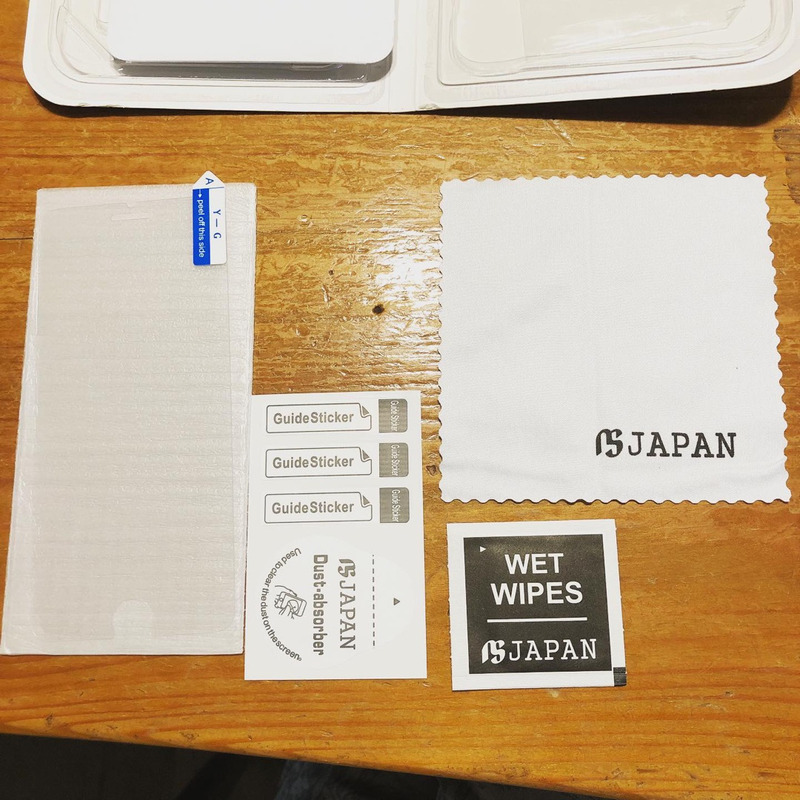 A
Y — G
peel off this side
GuideSticker
Guide Sticker
GuideSticker
Guide Sticker
GuideSticker
Guide Sticker
JAPAN
Dust-absorber
Used to clear the dust on the screen.
JAPAN
WET
WIPES
JAPAN